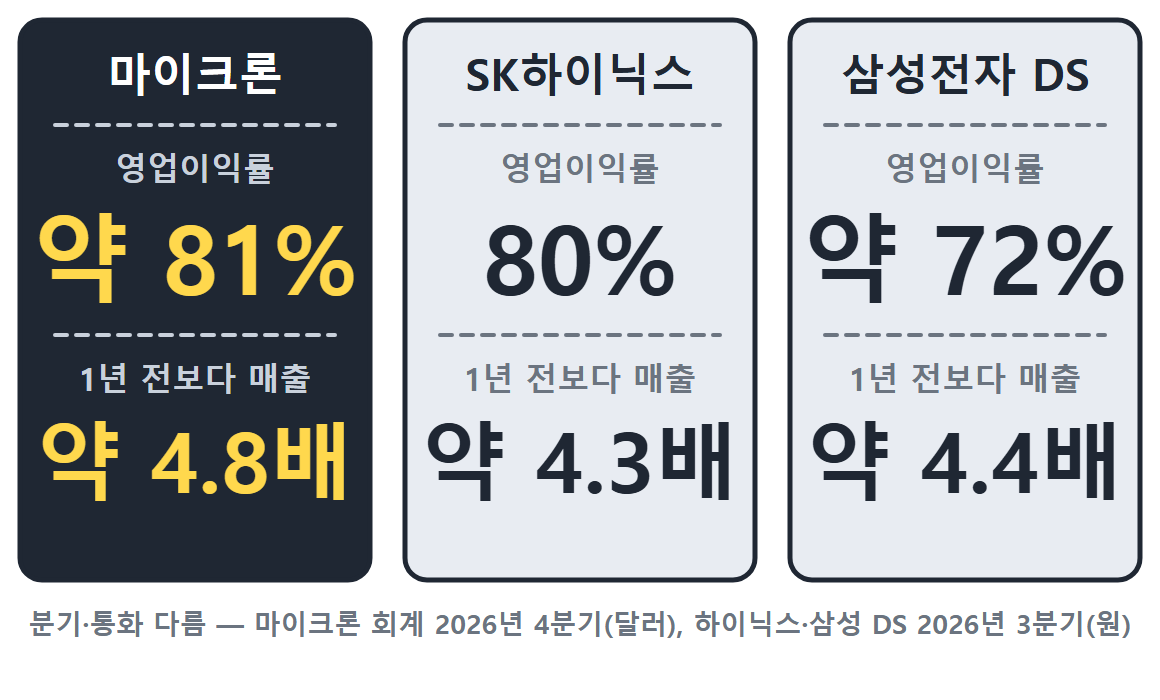 마이크론
영업이익률
약 81%
1년 전보다 매출
약 4.8배
SK하이닉스
영업이익률
80%
1년 전보다 매출
약 4.3배
삼성전자 DS
영업이익률
약 72%
1년 전보다 매출
약 4.4배
분기·통화 다름 — 마이크론 회계 2026년 4분기(달러), 하이닉스·삼성 DS 2026년 3분기(원)